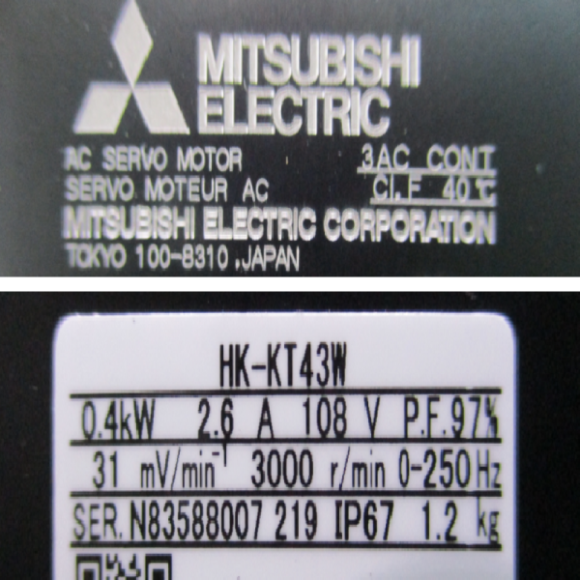 MITSUBISHI
ELECTRIC
AC SERVO MOTOR 3AC CONT
SERVO MOTEUR AC CI.F 40℃
MITSUBISHI ELECTRIC CORPORATION
TOKYO 100-8310,JAPAN
HK-KT43W
0.4kW 2.6 A 108 V P.F.97%
31 mV/min⁻¹ 3000 r/min 0-250 Hz
SER.N83588007 219 IP67 1.2 kg